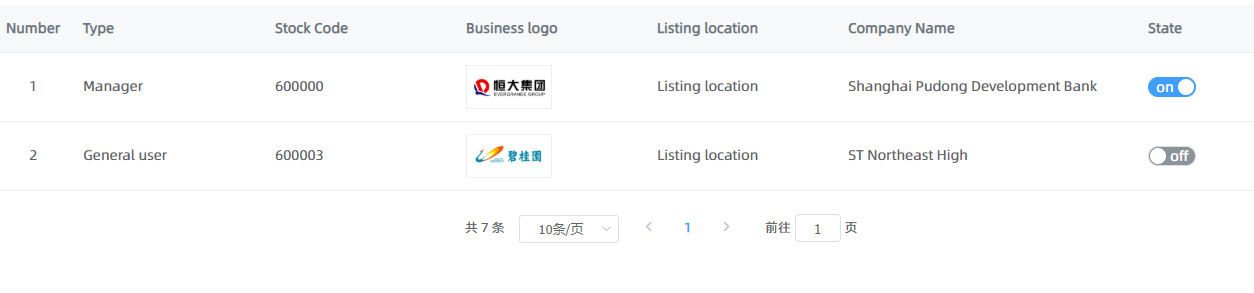 Number Type Stock Code Business logo Listing location Company Name State
1 Manager 600000 恒大集团 EVERGRANDE GROUP Listing location Shanghai Pudong Development Bank on
2 General user 600003 碧桂园 Listing location ST Northeast High off
共 7 条 10条/页 1 前往 1 页